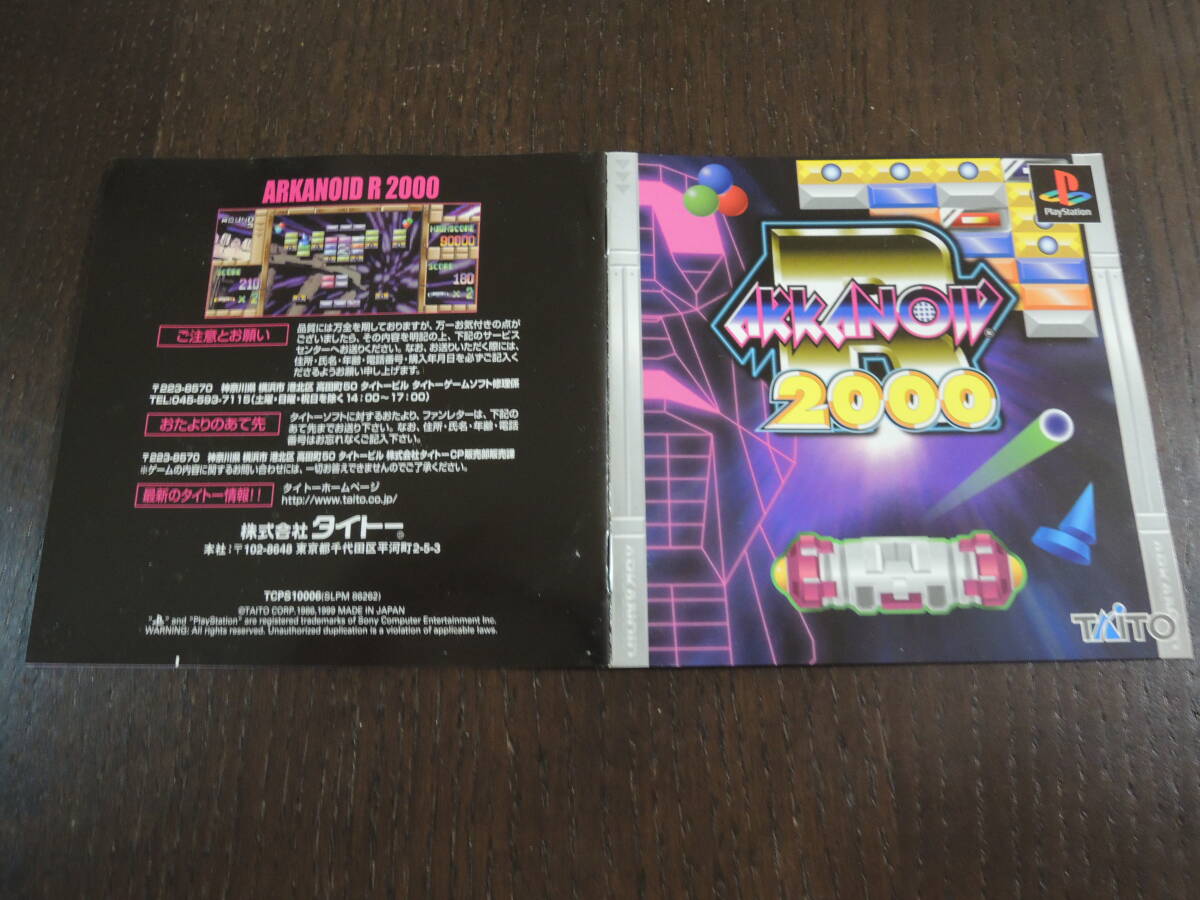 ARKANOID R 2000
ROUND
HIGHSCORE
90000
SCORE
210
× 2
SCORE
180
× 2
ご注意とお願い
品質には万全を期しておりますが、万一お気付きの点が
ございましたら、その内容を明記の上、下記のサービス
センターへお送りください。なお、お送りいただく際には、
住所・氏名・年齢・電話番号・購入年月日を必ずご記入く
ださるようお願い申し上げます。
〒223-8570 神奈川県 横浜市 港北区 高田町50 タイトービル タイトーゲームソフト修理係
TEL:045-593-7115(土曜・日曜・祝日を除く14:00〜17:00)
おたよりのあて先
タイトーソフトに対するおたより、ファンレターは、下記の
あて先までお送り下さい。なお、住所・氏名・年齢・電話
番号はお忘れなくご記入下さい。
〒223-8570 神奈川県 横浜市 港北区 高田町50 タイトービル 株式会社タイトーCP販売部販売課
※ゲームの内容に関するお問い合わせには、一切お答えできませんのでご了承ください。
最新のタイトー情報!!
タイトーホームページ
http://www.taito.co.jp/
株式会社 タイトー®
本社:〒102-8648 東京都千代田区平河町2-5-3
TCPS10006(SLPM 86262)
©TAITO CORP.1986,1999 MADE IN JAPAN
" " and "PlayStation" are registered trademarks of Sony Computer Entertainment Inc.
WARNING: All rights reserved. Unauthorized duplication is a violation of applicable laws.
PlayStation
R
ARKANOID
2000
TAITO